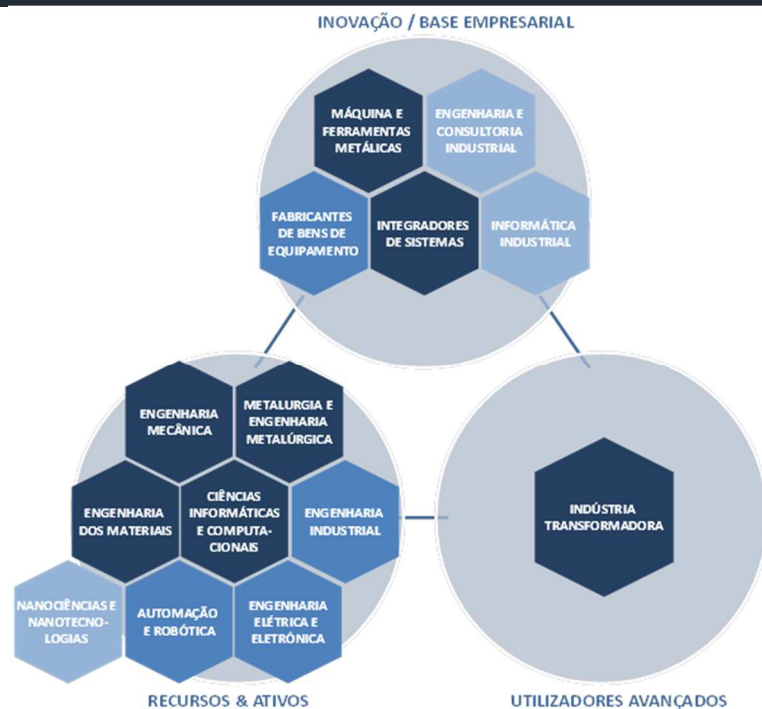 INOVAÇÃO / BASE EMPRESARIAL
MÁQUINA E
FERRAMENTAS
METÁLICAS
ENGENHARIA E
CONSULTORIA
INDUSTRIAL
FABRICANTES
DE BENS DE
EQUIPAMENTO
INTEGRADORES
DE SISTEMAS
INFORMÁTICA
INDUSTRIAL
ENGENHARIA
MECÂNICA
METALURGIA E
ENGENHARIA
METALÚRGICA
ENGENHARIA
DOS MATERIAIS
CIÊNCIAS
INFORMÁTICAS
E COMPUTA-
CIONAIS
ENGENHARIA
INDUSTRIAL
NANOCIÊNCIAS E
NANOTECNO-
LOGIAS
AUTOMAÇÃO
E ROBÓTICA
ENGENHARIA
ELÉTRICA E
ELETRÓNICA
RECURSOS & ATIVOS
INDÚSTRIA
TRANSFORMADORA
UTILIZADORES AVANÇADOS